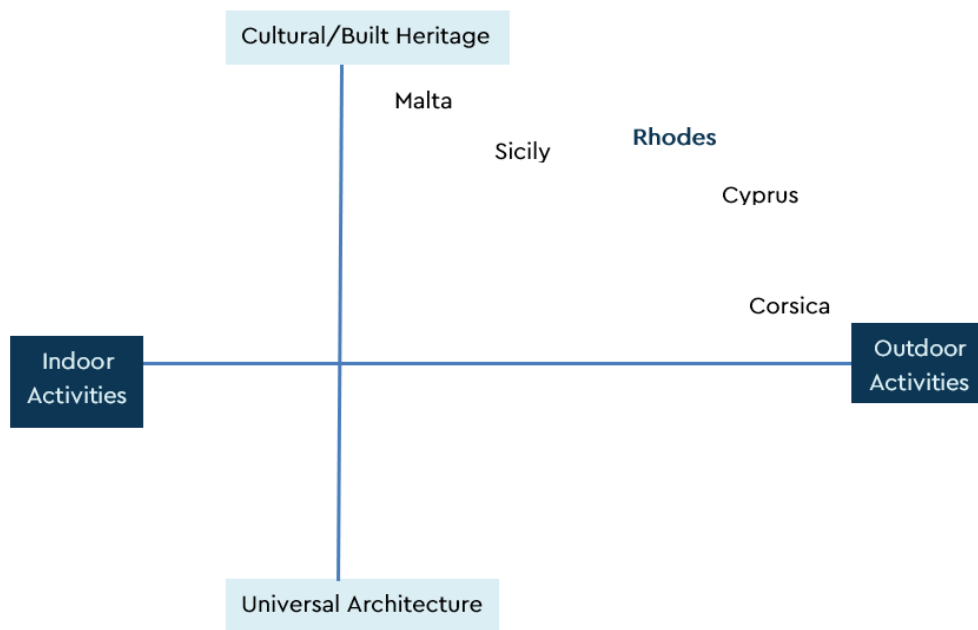 Cultural/Built Heritage
Malta
Rhodes
Sicily
Cyprus
Corsica
Indoor
Activities
Outdoor
Activities
Universal Architecture